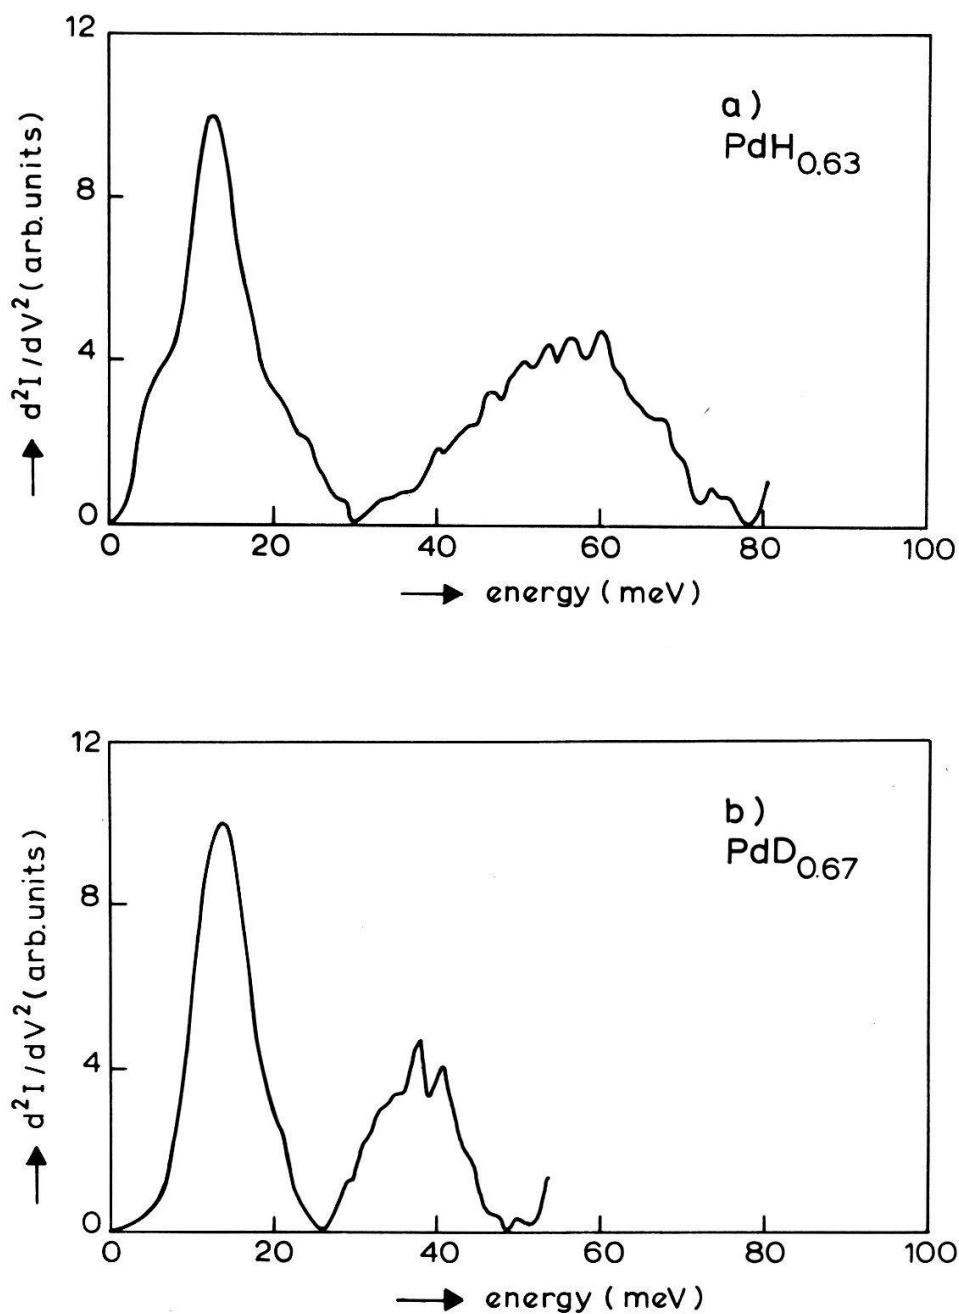 12
a)
PdH0.63
8
4
0
d²I/dV² (arb.units)
0 20 40 60 80 100
energy (meV)
12
b)
PdD0.67
8
4
0
d²I/dV² (arb.units)
0 20 40 60 80 100
energy (meV)